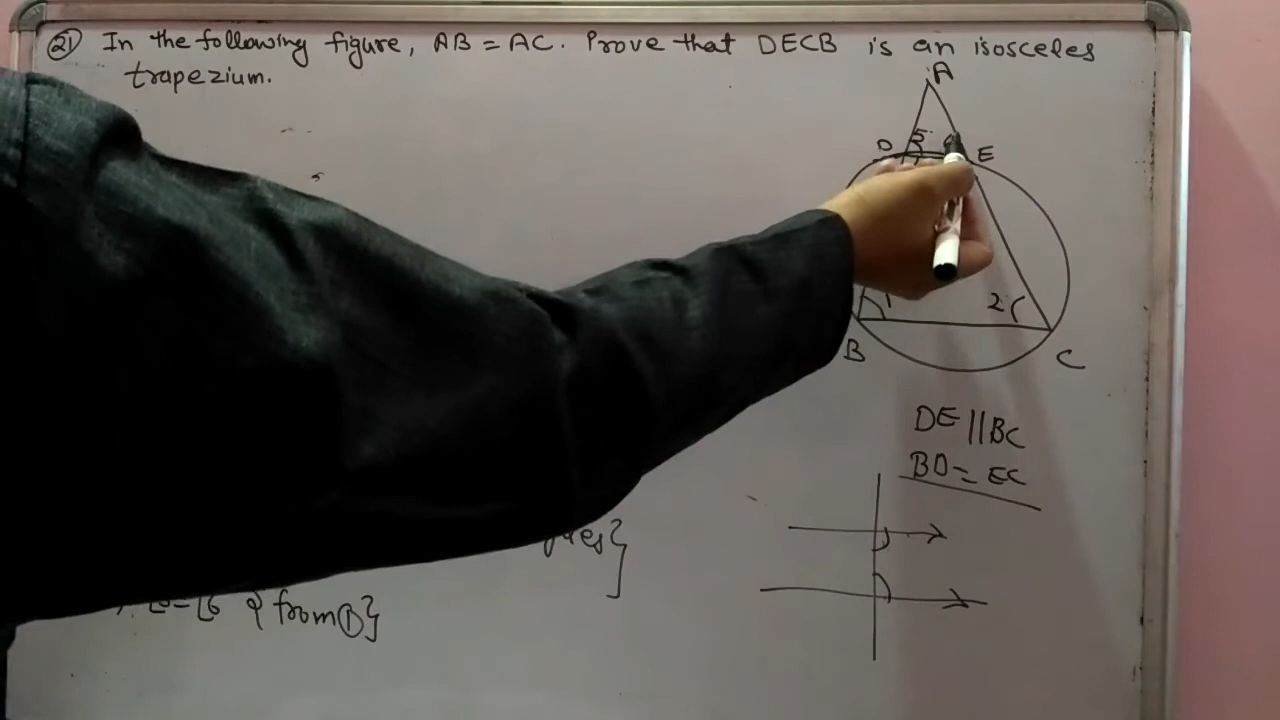 21 In the following figure, AB = AC. Prove that DECB is an isosceles
trapezium.
A
D
5
E
1
2
B
C
DE || BC
BD = EC
from ①}